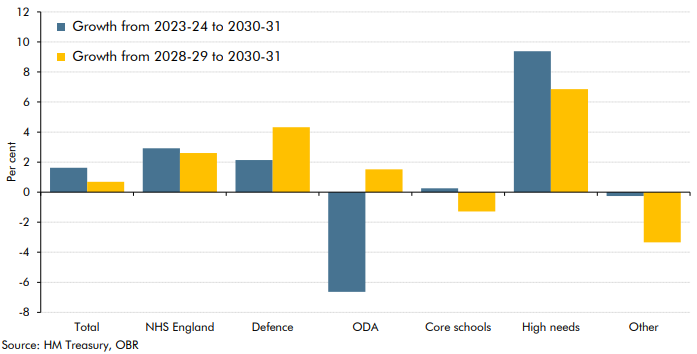 12
10
8
6
4
2
0
-2
-4
-6
-8
Per cent
Growth from 2023-24 to 2030-31
Growth from 2028-29 to 2030-31
Total NHS England Defence ODA Core schools High needs Other
Source: HM Treasury, OBR